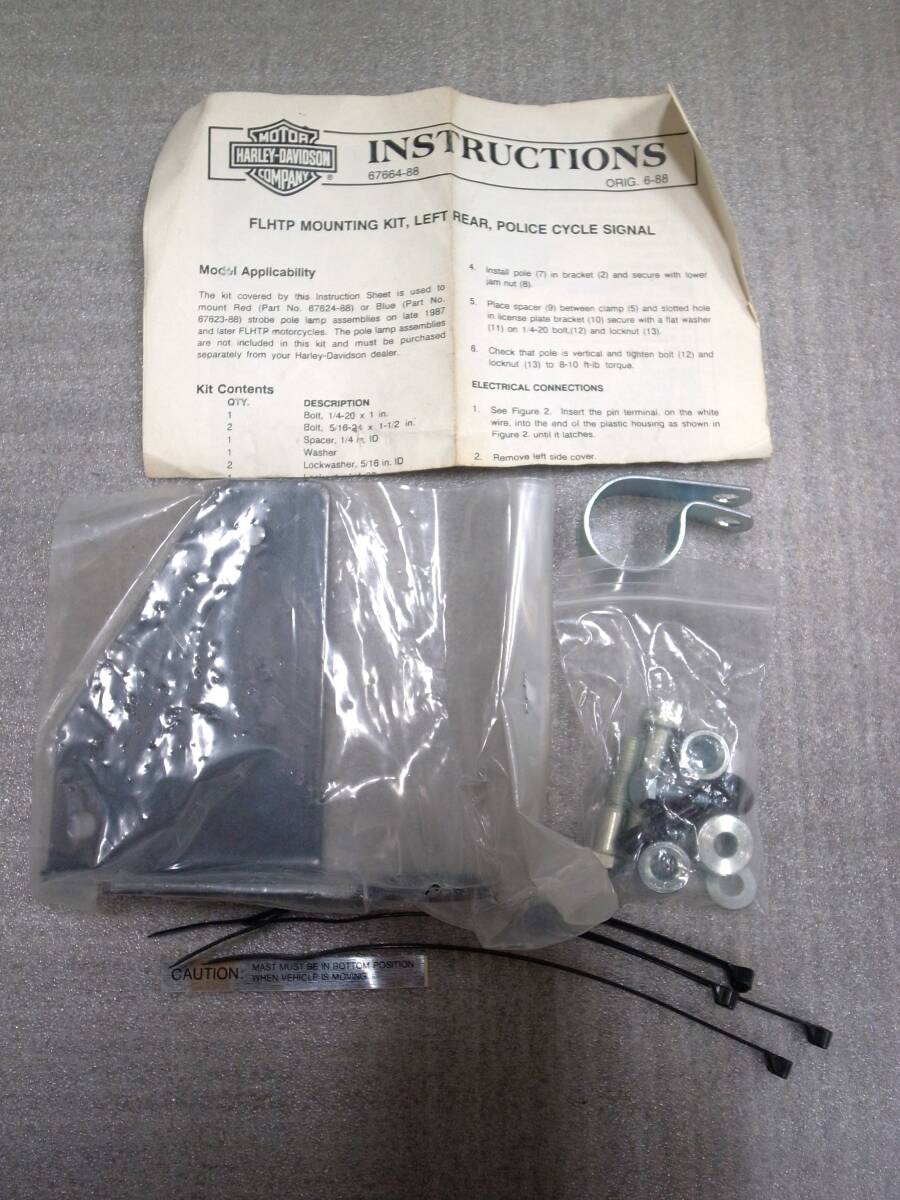 MOTOR
HARLEY-DAVIDSON
COMPANY
®
INSTRUCTIONS
67664-88
ORIG. 6-88
FLHTP MOUNTING KIT, LEFT REAR, POLICE CYCLE SIGNAL
Model Applicability
The kit covered by this Instruction Sheet is used to
mount Red (Part No. 67624-88) or Blue (Part No.
67623-88) strobe pole lamp assemblies on late 1987
and later FLHTP motorcycles. The pole lamp assemblies
are not included in this kit and must be purchased
separately from your Harley-Davidson dealer.
Kit Contents
QTY. DESCRIPTION
1 Bolt, 1/4-20 x 1 in.
2 Bolt, 5/16-24 x 1-1/2 in.
1 Spacer, 1/4 in. ID
1 Washer
2 Lockwasher, 5/16 in. ID
4. Install pole (7) in bracket (2) and secure with lower
jam nut (8).
5. Place spacer (9) between clamp (5) and slotted hole
in license plate bracket (10) secure with a flat washer
(11) on 1/4-20 bolt,(12) and locknut (13).
6. Check that pole is vertical and tighten bolt (12) and
locknut (13) to 8-10 ft-lb torque.
ELECTRICAL CONNECTIONS
1. See Figure 2. Insert the pin terminal, on the white
wire, into the end of the plastic housing as shown in
Figure 2, until it latches.
2. Remove left side cover.
CAUTION: MAST MUST BE IN BOTTOM POSITION
WHEN VEHICLE IS MOVING